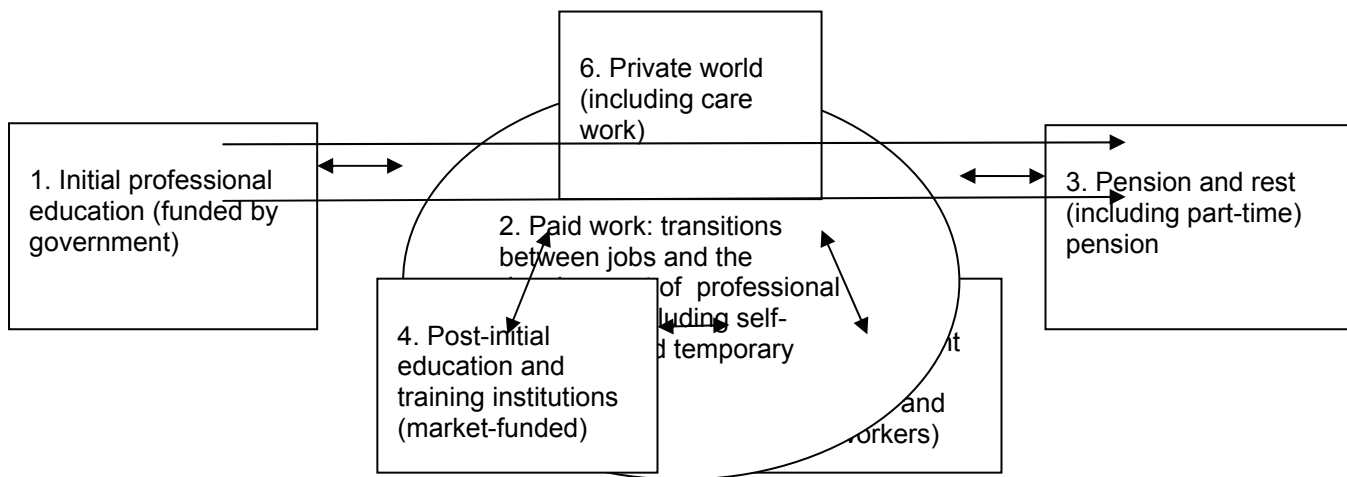 6. Private world
(including care
work)
1. Initial professional
education (funded by
government)
3. Pension and rest
(including part-time)
pension
2. Paid work: transitions
between jobs and the
of professional
temporary
4. Post-initial
education and
training institutions
(market-funded)
and